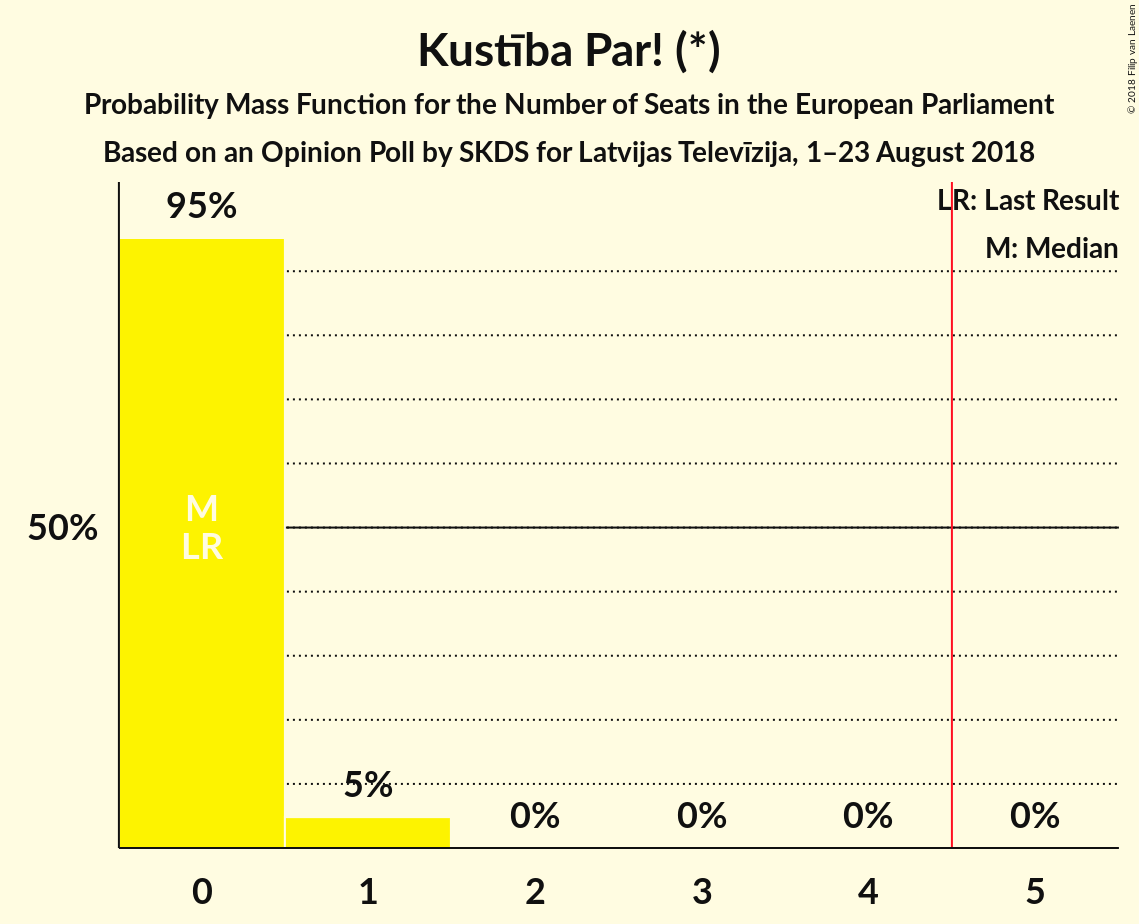 Kustība Par! (*)
Probability Mass Function for the Number of Seats in the European Parliament
Based on an Opinion Poll by SKDS for Latvijas Televīzija, 1–23 August 2018
© 2018 Filip van Laenen
LR: Last Result
M: Median
95%
M
LR
50%
5%
0%
0%
0%
0%
0
1
2
3
4
5